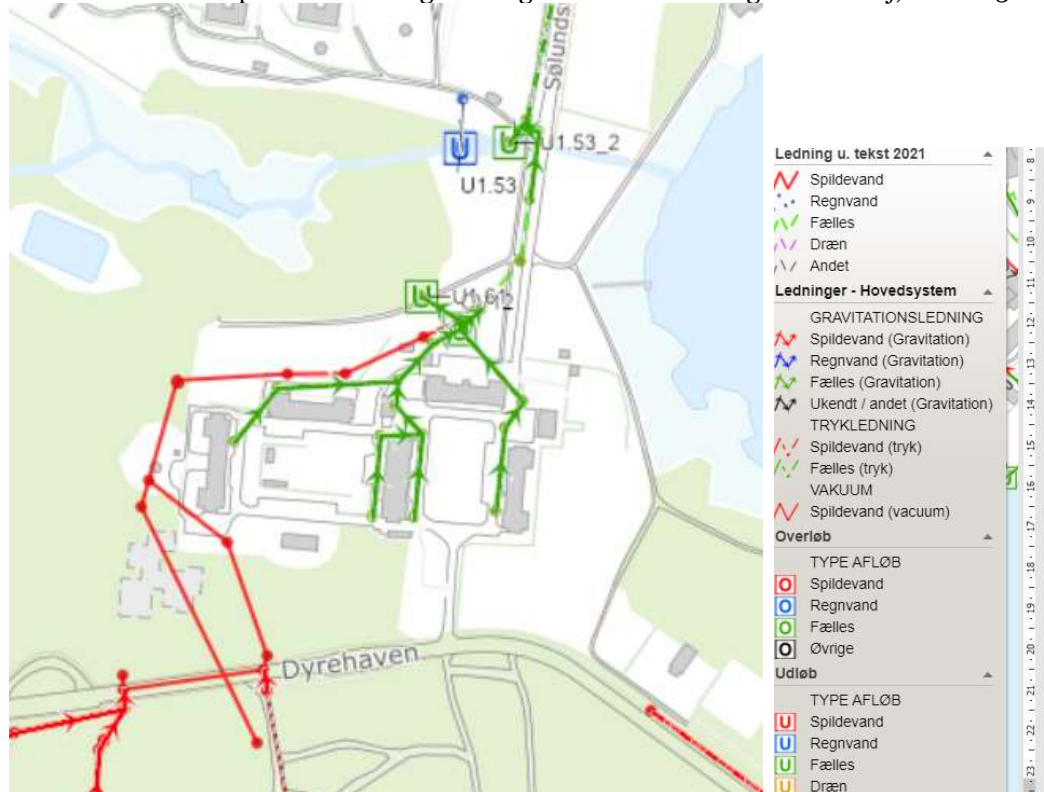 Sølunds
U1.53_2
U1.53
Dyrehaven
Ledning u. tekst 2021
Spildevand
Regnvand
Fælles
Dræn
Andet
Ledninger - Hovedsystem
GRAVITATIONSLEDNING
Spildevand (Gravitation)
Regnvand (Gravitation)
Fælles (Gravitation)
Ukendt / andet (Gravitation)
TRYKLEDNING
Spildevand (tryk)
Fælles (tryk)
VAKUUM
Spildevand (vacuum)
Overløb
TYPE AFLØB
O Spildevand
O Regnvand
O Fælles
O Øvrige
Udløb
TYPE AFLØB
U Spildevand
U Regnvand
U Fælles
U Dræn